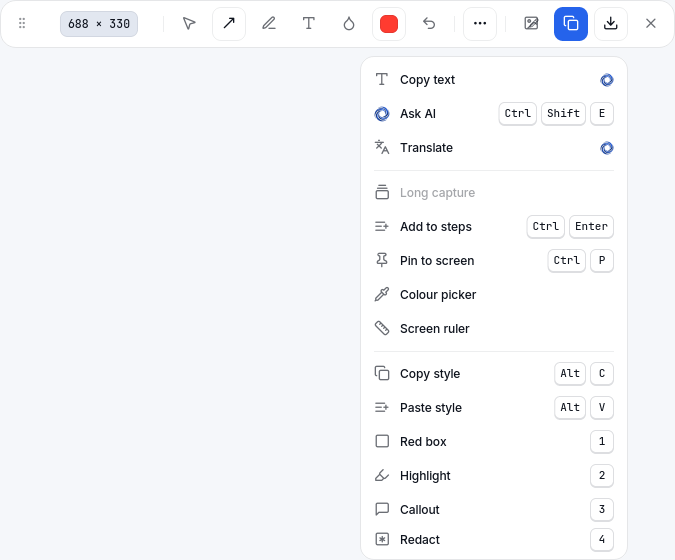 688 × 330
Copy text
Ask AI Ctrl Shift E
Translate
Long capture
Add to steps Ctrl Enter
Pin to screen Ctrl P
Colour picker
Screen ruler
Copy style Alt C
Paste style Alt V
Red box 1
Highlight 2
Callout 3
Redact 4